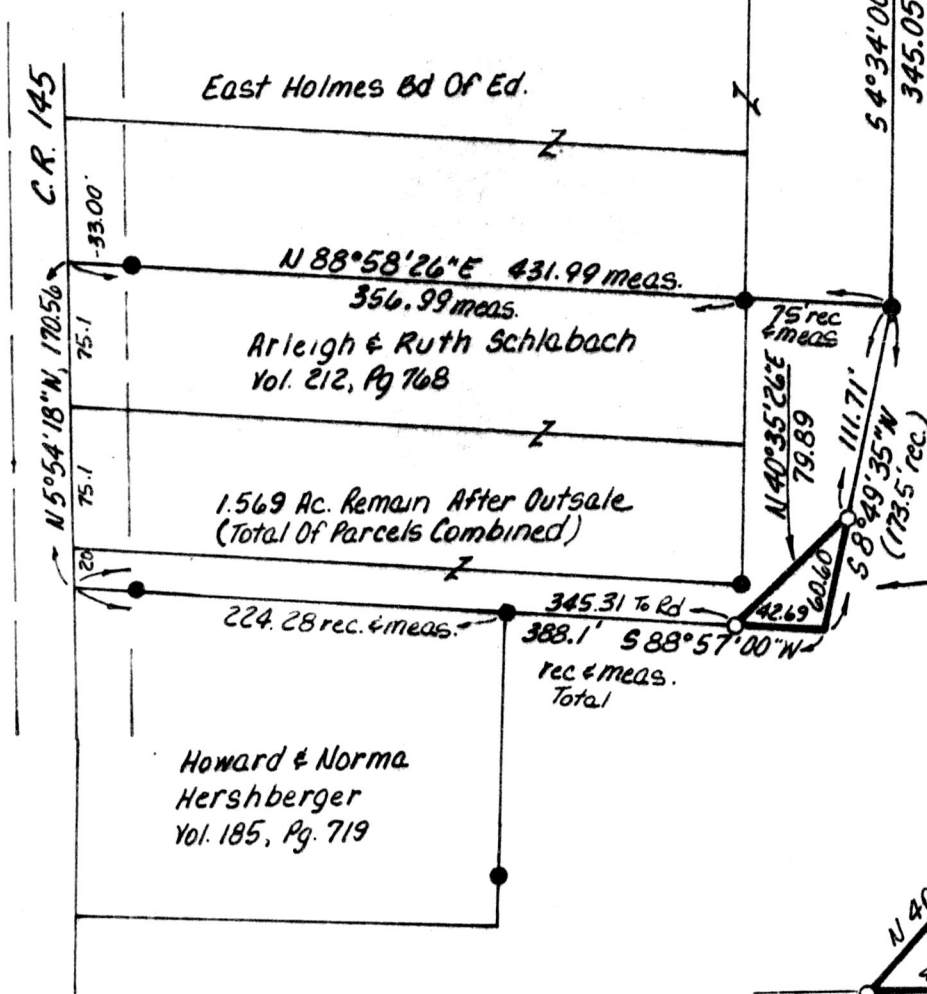 East Holmes Bd Of Ed.
C.R. 145
S 4°34'00
345.05
33.00'
N 88°58'26"E 431.99 meas.
356.99 meas.
75' rec
& meas
Arleigh & Ruth Schlabach
Vol. 212, Pg 768
N 5°54'18"W, 170.56
75.1
75.1
20
N 40°35'26"E
79.89
111.71'
S 8°49'35"W
(173.5' rec.)
1.569 Ac. Remain After Outsale
(Total Of Parcels Combined)
60.60
42.69
345.31 To Rd
224.28 rec. & meas.
388.1' S 88°57'00"W
rec & meas.
Total
Howard & Norma
Hershberger
Vol. 185, Pg. 719